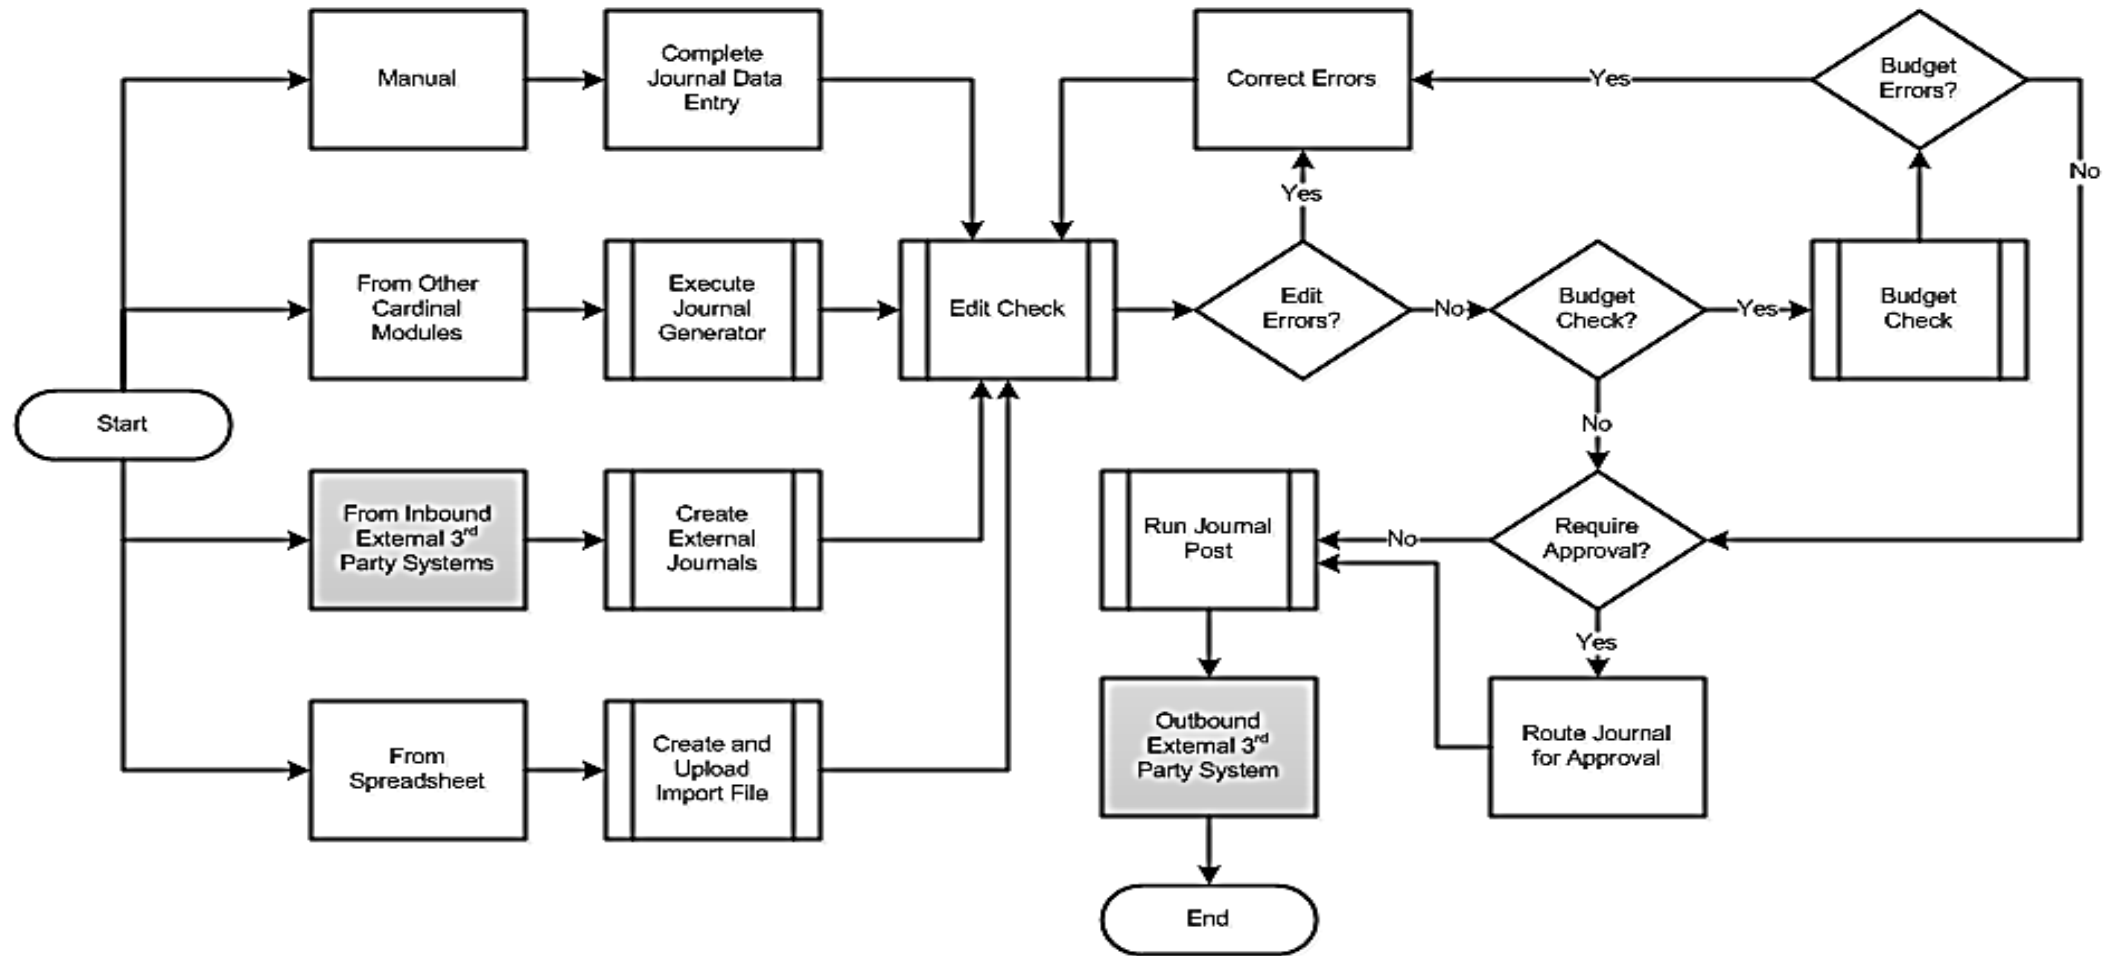 Manual
Complete
Journal Data
Entry
Correct Errors
Yes
Budget
Errors?
No
Yes
From Other
Cardinal
Modules
Execute
Journal
Generator
Edit Check
Edit
Errors?
No
Budget
Check?
Yes
Budget
Check
Start
No
From Inbound
External 3rd
Party Systems
Create
External
Journals
Run Journal
Post
No
Require
Approval?
Yes
From
Spreadsheet
Create and
Upload
Import File
Outbound
External 3rd
Party System
Route Journal
for Approval
End